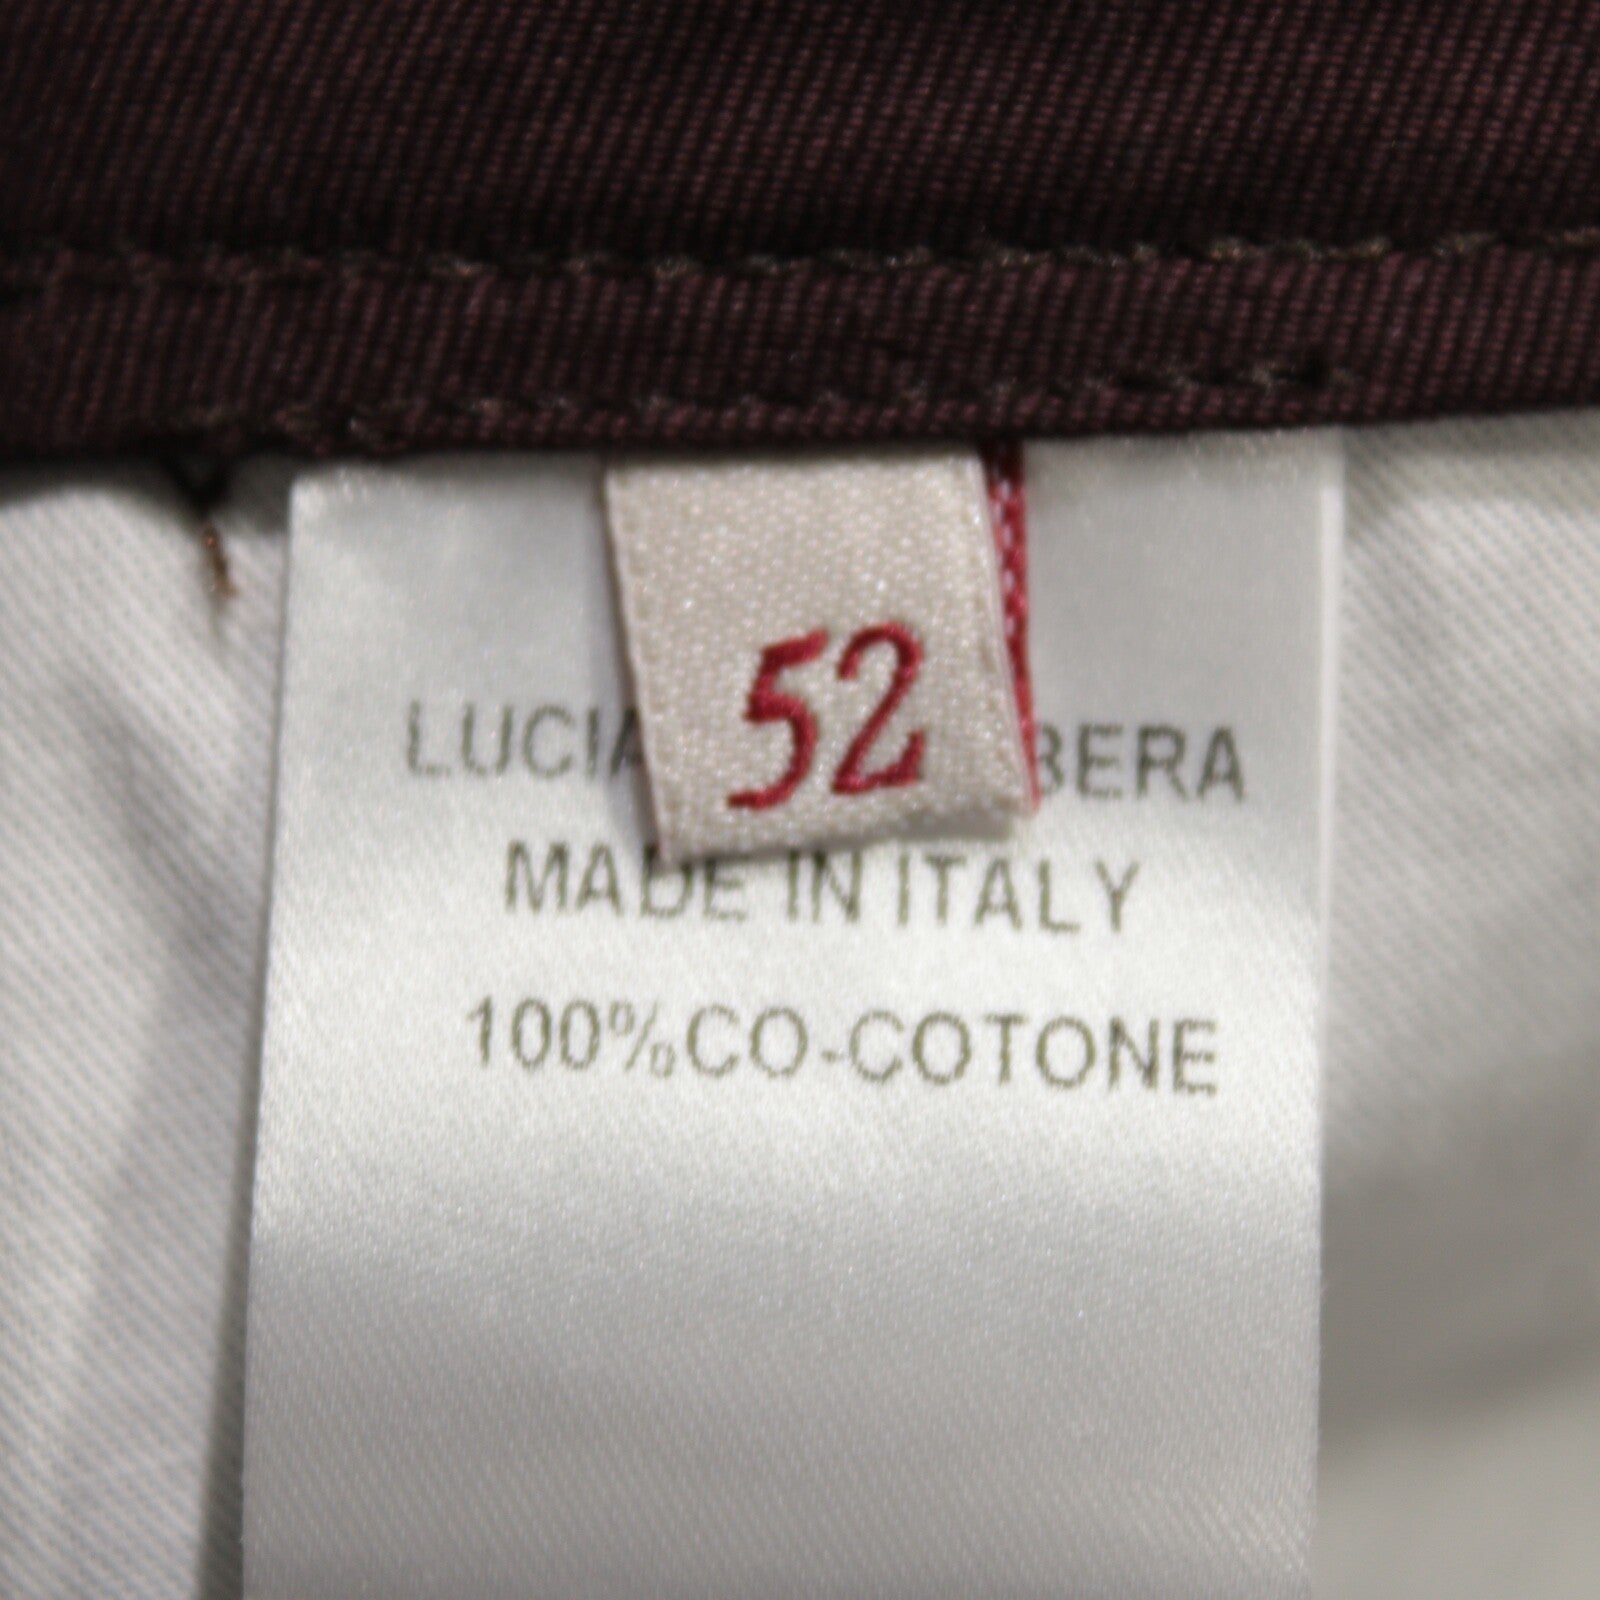 52
LUCIA BERA
MADE IN ITALY
100%CO-COTONE